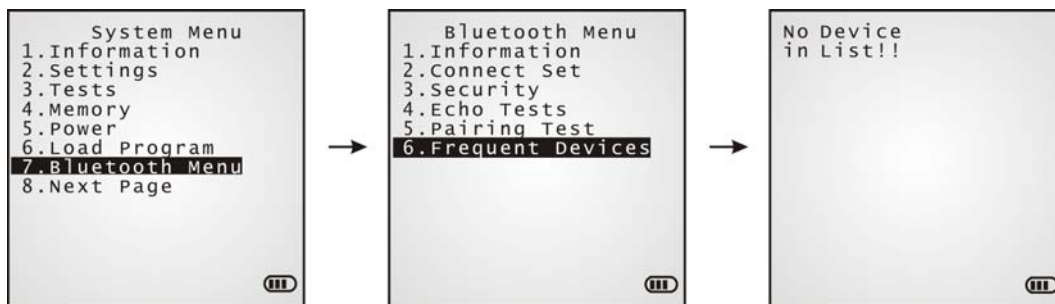 System Menu
1.Information
2.Settings
3.Tests
4.Memory
5.Power
6.Load Program
7.Bluetooth Menu
8.Next Page
Bluetooth Menu
1.Information
2.Connect Set
3.Security
4.Echo Tests
5.Pairing Test
6.Frequent Devices
No Device
in List!!